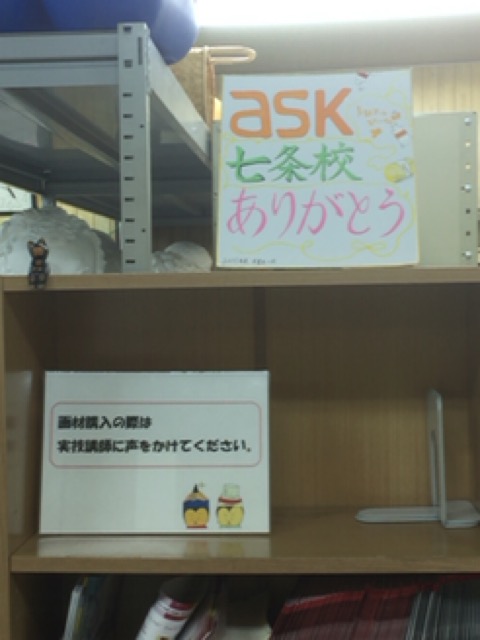 ask
七条校
ありがとう
画材購入の際は
実技講師に声をかけてください。